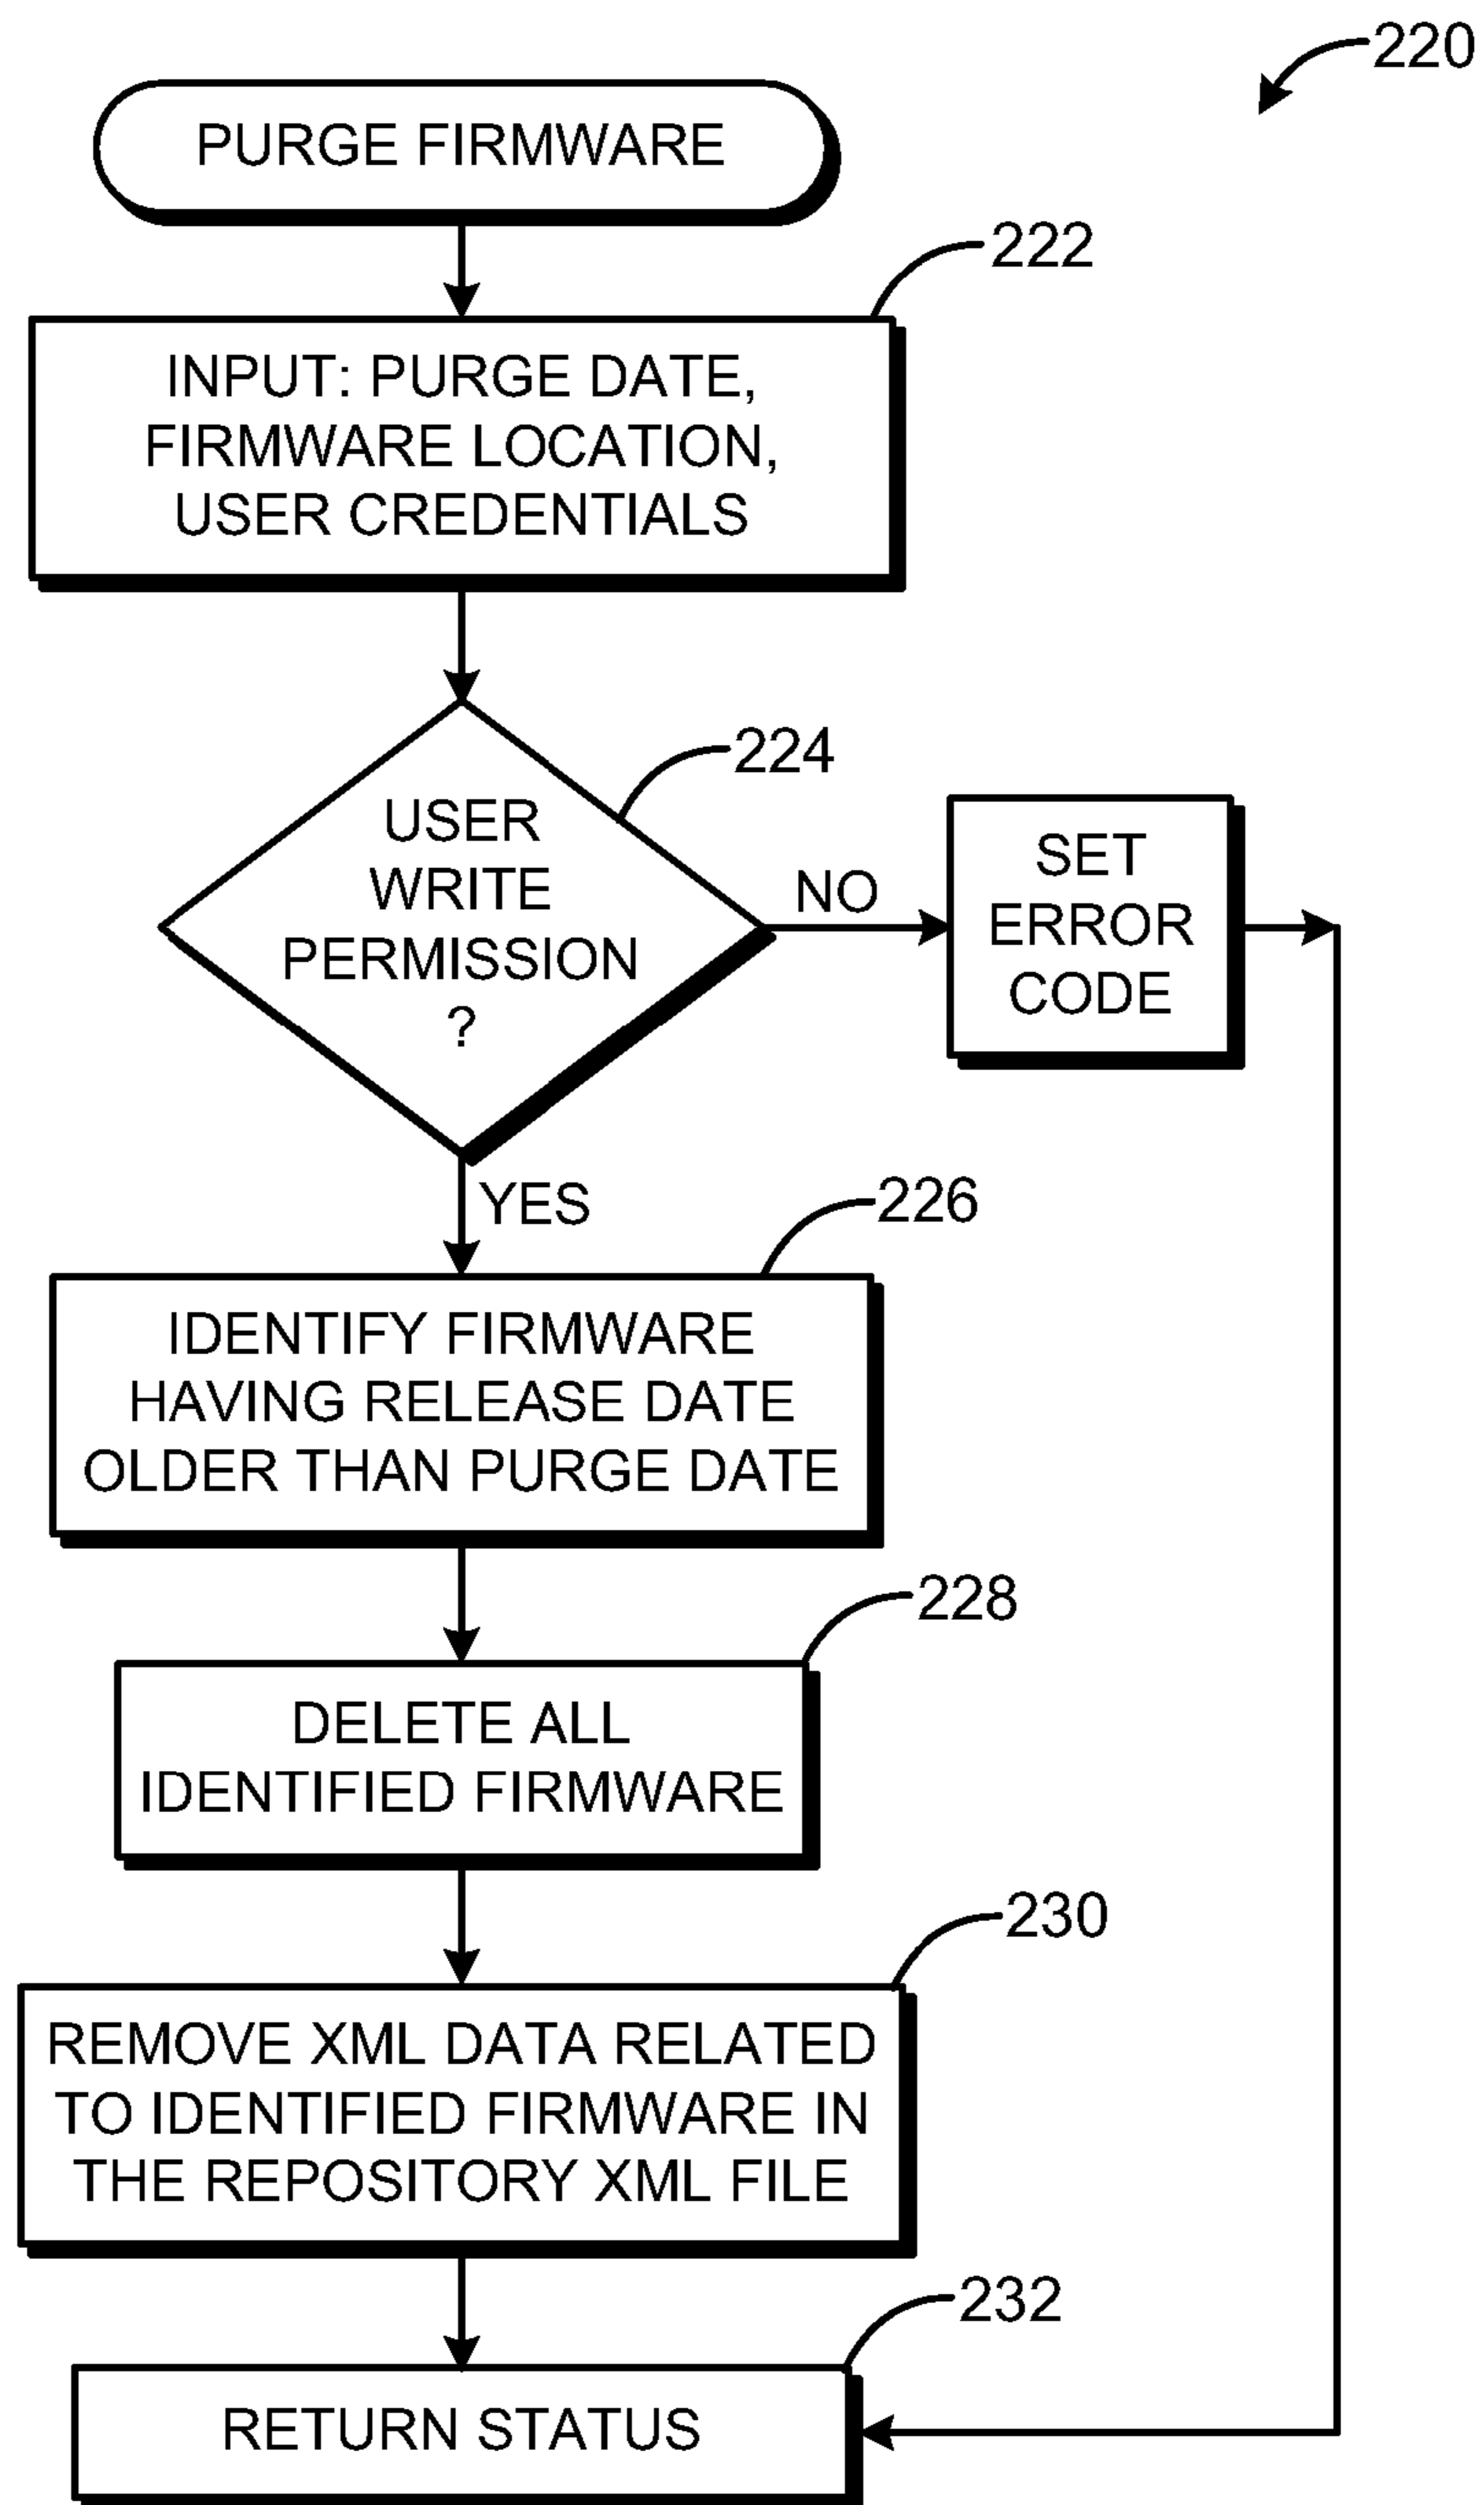 220
PURGE FIRMWARE
222
INPUT: PURGE DATE,
FIRMWARE LOCATION,
USER CREDENTIALS
224
USER
WRITE
PERMISSION
?
NO
SET
ERROR
CODE
YES
226
IDENTIFY FIRMWARE
HAVING RELEASE DATE
OLDER THAN PURGE DATE
228
DELETE ALL
IDENTIFIED FIRMWARE
230
REMOVE XML DATA RELATED
TO IDENTIFIED FIRMWARE IN
THE REPOSITORY XML FILE
232
RETURN STATUS